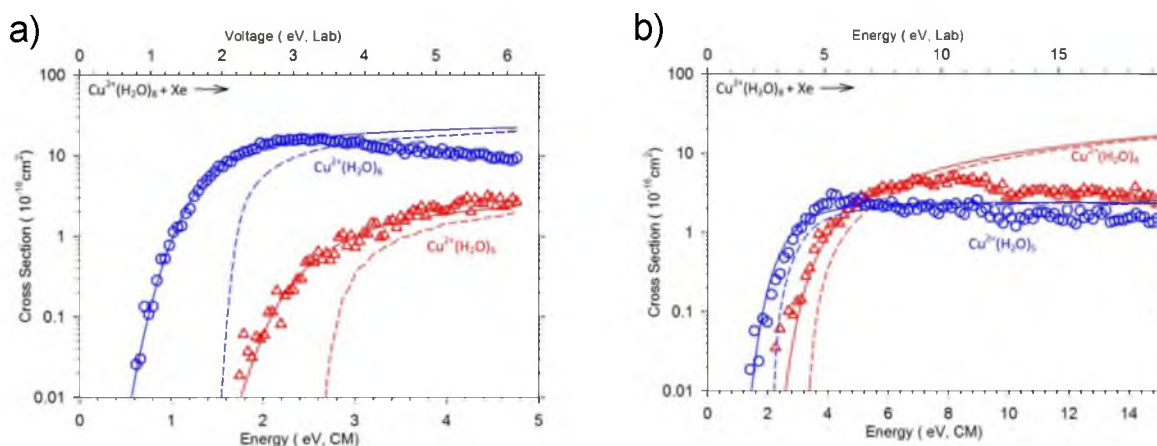 a)
Voltage ( eV, Lab)
0 1 2 3 4 5 6
Cu²⁺(H₂O)₈ + Xe →
100
10
1
0.1
0.01
Cross Section ( 10⁻¹⁶ cm²)
Cu²⁺(H₂O)₆
Cu²⁺(H₂O)₅
0 1 2 3 4 5
Energy ( eV, CM)
b)
Energy ( eV, Lab)
0 5 10 15
Cu²⁺(H₂O)₆ + Xe →
100
10
1
0.1
0.01
Cross Section ( 10⁻¹⁶ cm²)
Cu²⁺(H₂O)₄
Cu²⁺(H₂O)₅
0 2 4 6 8 10 12 14
Energy ( eV, CM)